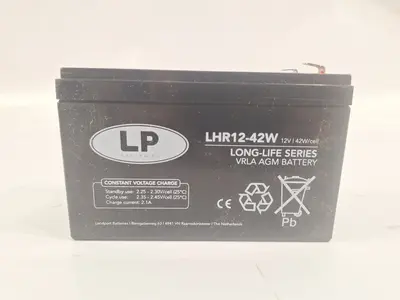 LP
LHR12-42W 12V / 42W/cell
LONG-LIFE SERIES
VRLA AGM BATTERY
CONSTANT VOLTAGE CHARGE
Standby use: 2.25 - 2.30V/cell (25°C)
Cycle use: 2.35 - 2.45V/cell (25°C)
Charge current: 2.1A
Pb